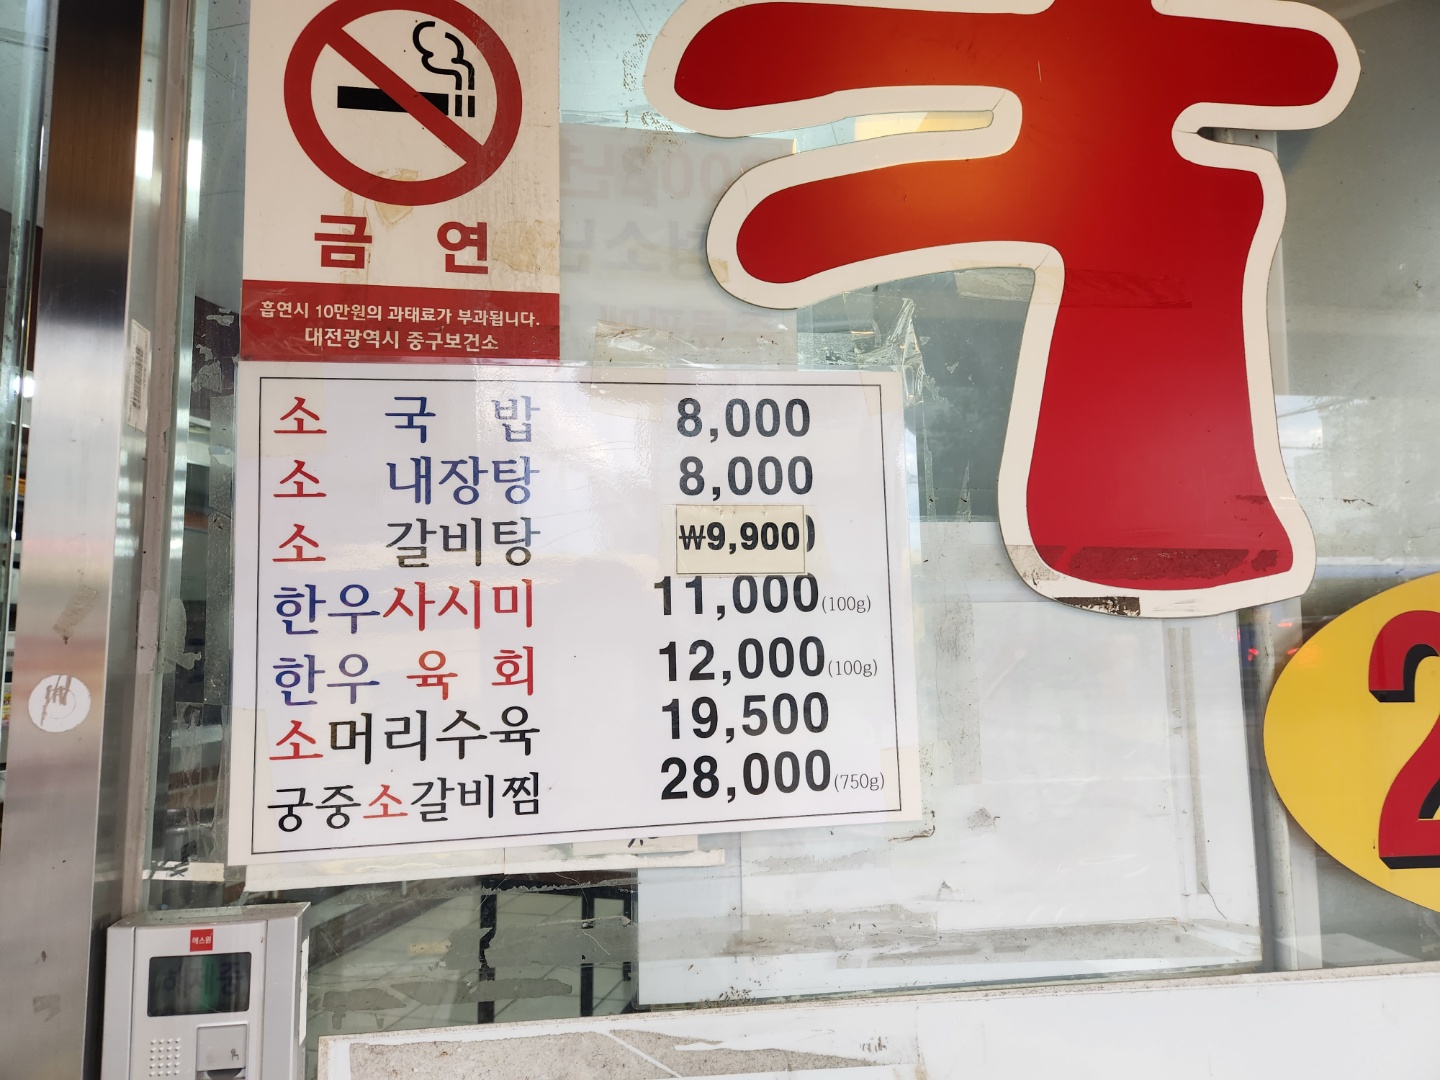 금 연
흡연시 10만원의 과태료가 부과됩니다.
대전광역시 중구보건소
소 국 밥 8,000
소 내장탕 8,000
소 갈비탕 ₩9,900
한우사시미 11,000(100g)
한우 육 회 12,000(100g)
소머리수육 19,500
궁중소갈비찜 28,000(750g)
2
에스원